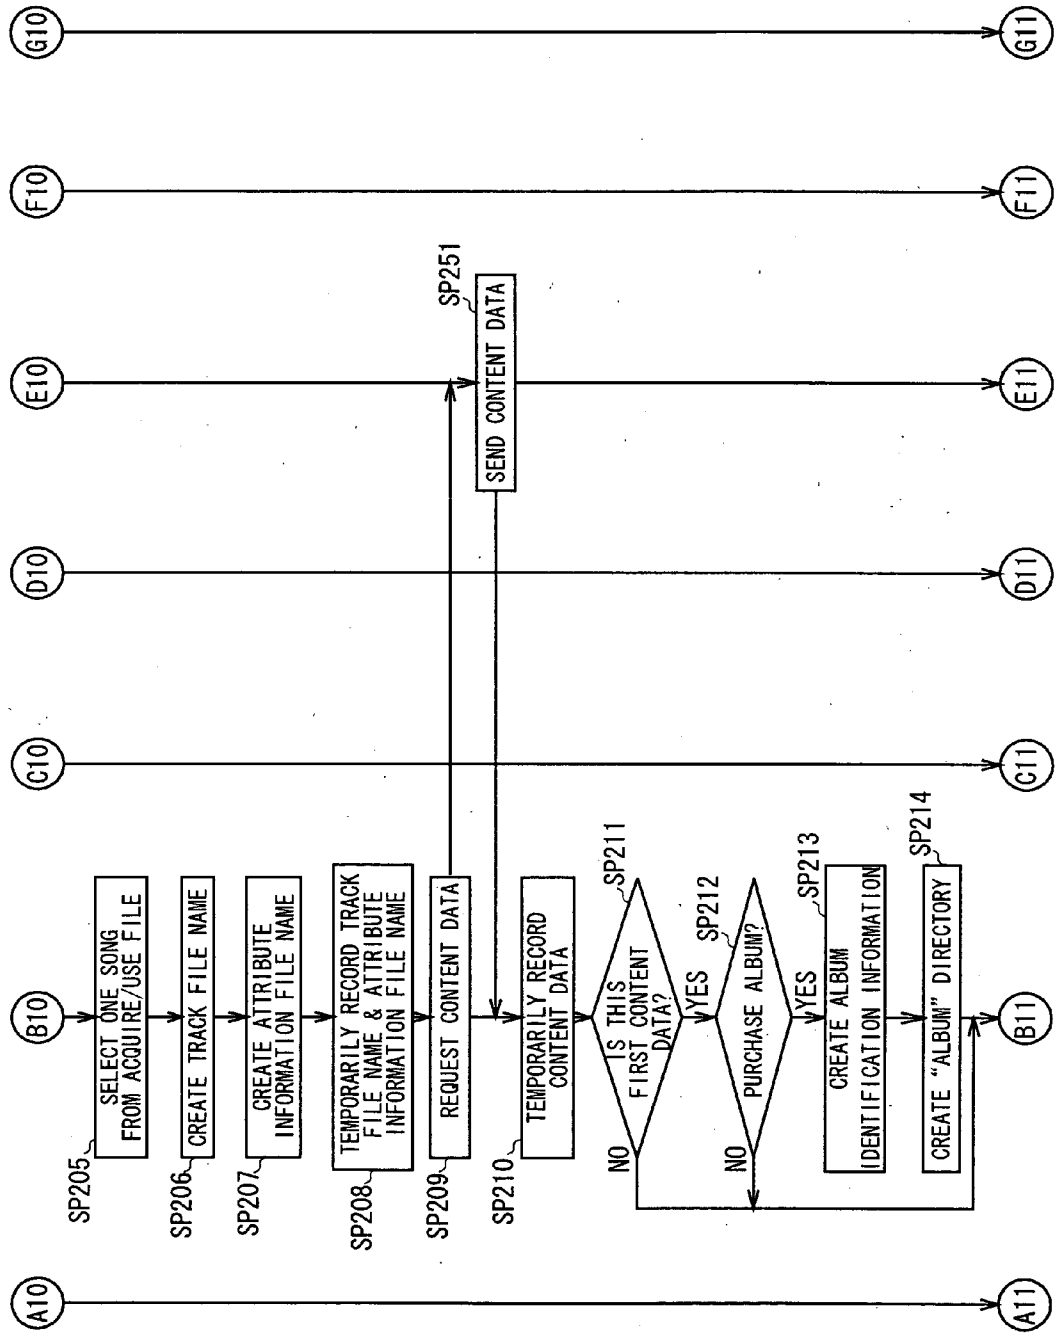 A10
B10
C10
D10
E10
F10
G10
SP205
SELECT ONE SONG
FROM ACQUIRE/USE FILE
SP206
CREATE TRACK FILE NAME
SP207
CREATE ATTRIBUTE
INFORMATION FILE NAME
SP208
TEMPORARILY RECORD TRACK
FILE NAME & ATTRIBUTE
INFORMATION FILE NAME
SP209
REQUEST CONTENT DATA
SP251
SEND CONTENT DATA
SP210
TEMPORARILY RECORD
CONTENT DATA
SP211
IS THIS
FIRST CONTENT
DATA?
NO
YES
SP212
PURCHASE ALBUM?
NO
YES
SP213
CREATE ALBUM
IDENTIFICATION INFORMATION
SP214
CREATE “ALBUM” DIRECTORY
A11
B11
C11
D11
E11
F11
G11